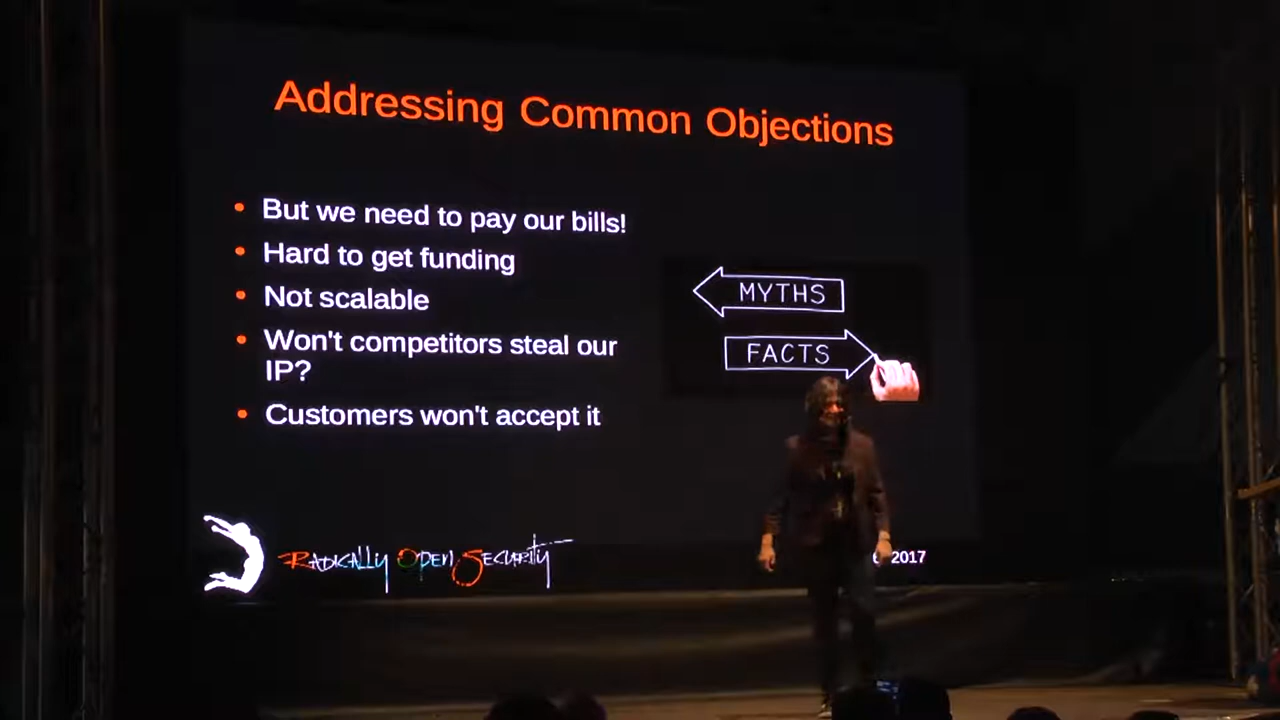 Addressing Common Objections
But we need to pay our bills!
Hard to get funding
Not scalable
Won't competitors steal our
IP?
Customers won't accept it
MYTHS
FACTS
Radically Open Security
2017